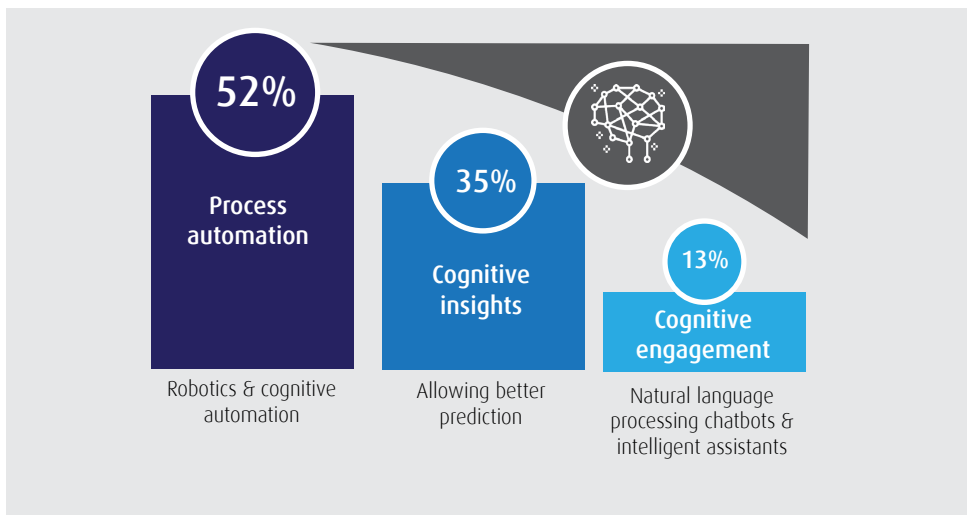 52%
Process
automation
Robotics & cognitive
automation
35%
Cognitive
insights
Allowing better
prediction
13%
Cognitive
engagement
Natural language
processing chatbots &
intelligent assistants